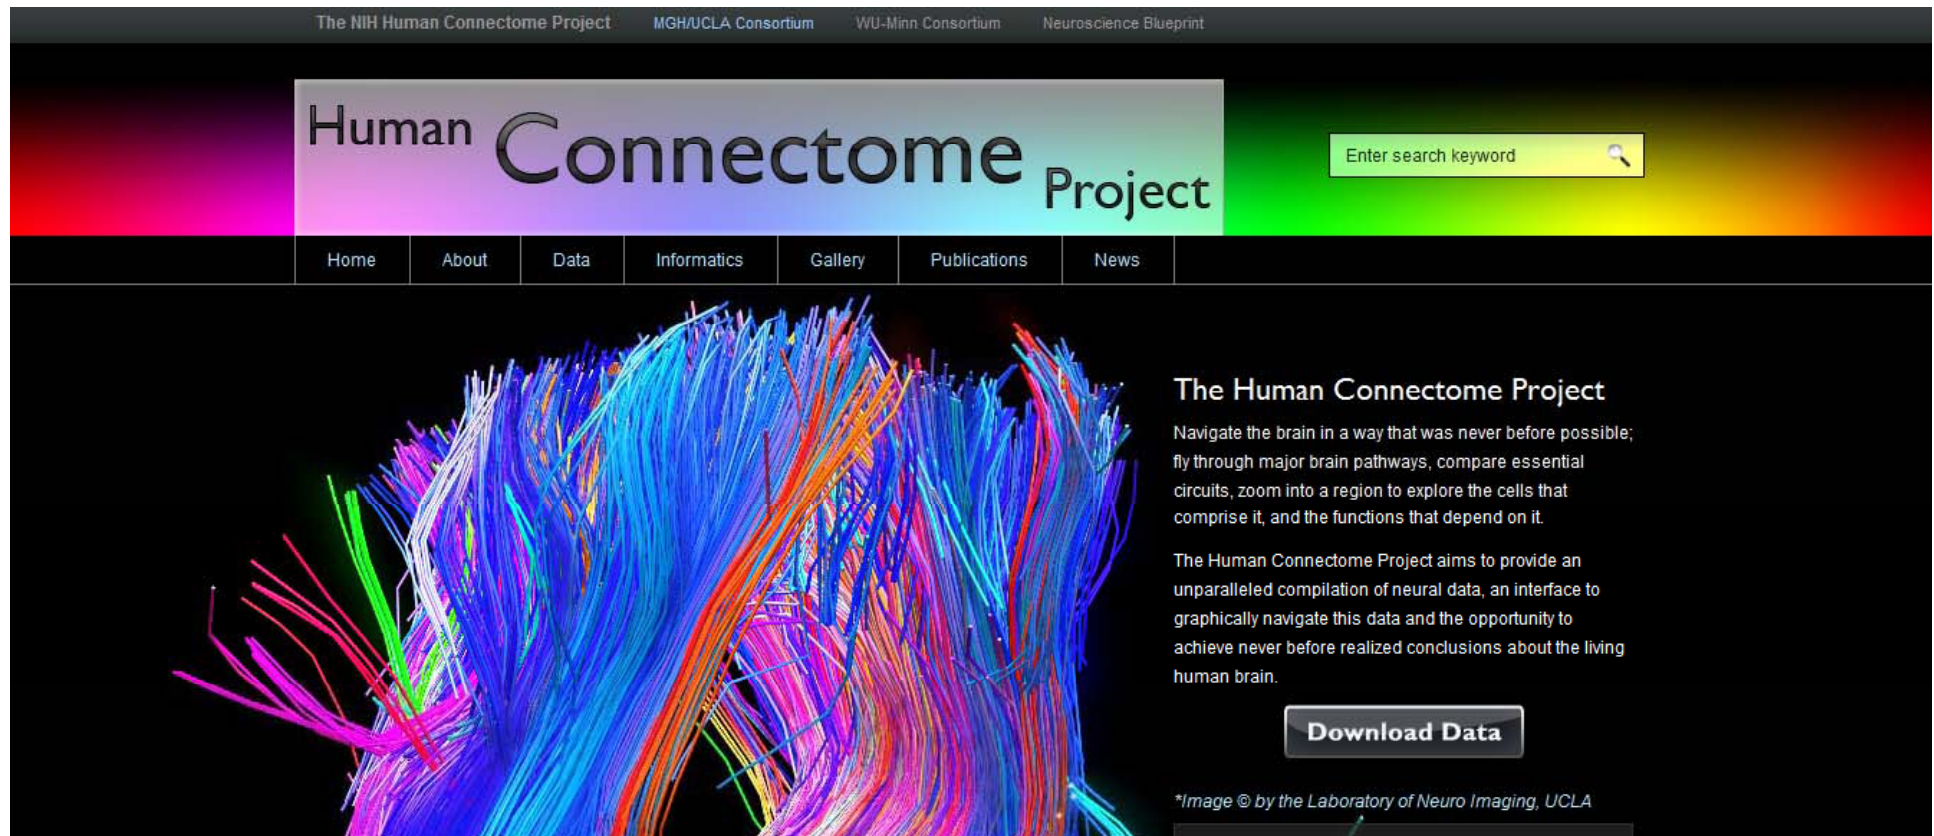 The NIH Human Connectome Project MGH/UCLA Consortium WU-Minn Consortium Neuroscience Blueprint
Human Connectome Project
Enter search keyword
Home About Data Informatics Gallery Publications News
The Human Connectome Project
Navigate the brain in a way that was never before possible;
fly through major brain pathways, compare essential
circuits, zoom into a region to explore the cells that
comprise it, and the functions that depend on it.
The Human Connectome Project aims to provide an
unparalleled compilation of neural data, an interface to
graphically navigate this data and the opportunity to
achieve never before realized conclusions about the living
human brain.
Download Data
*Image © by the Laboratory of Neuro Imaging, UCLA